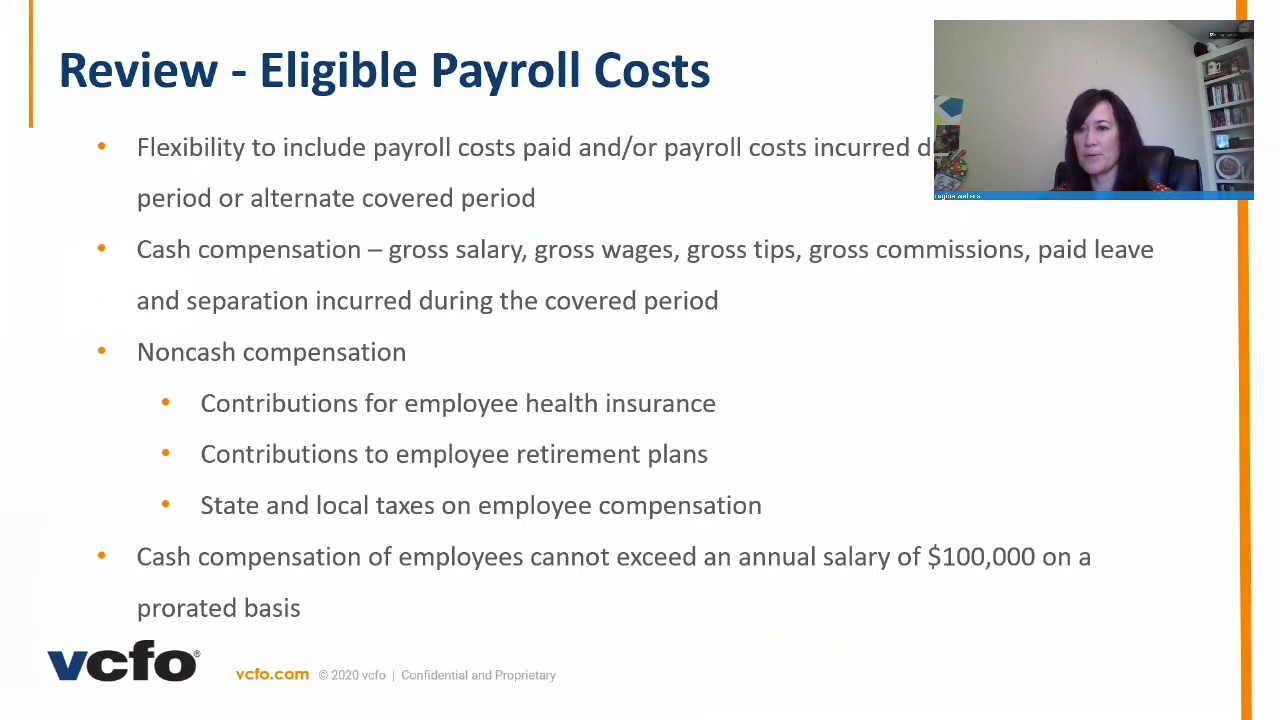 Review - Eligible Payroll Costs
• Flexibility to include payroll costs paid and/or payroll costs incurred
period or alternate covered period
• Cash compensation – gross salary, gross wages, gross tips, gross commissions, paid leave
and separation incurred during the covered period
• Noncash compensation
• Contributions for employee health insurance
• Contributions to employee retirement plans
• State and local taxes on employee compensation
• Cash compensation of employees cannot exceed an annual salary of $100,000 on a
prorated basis
vcfo®
vcfo.com © 2020 vcfo | Confidential and Proprietary